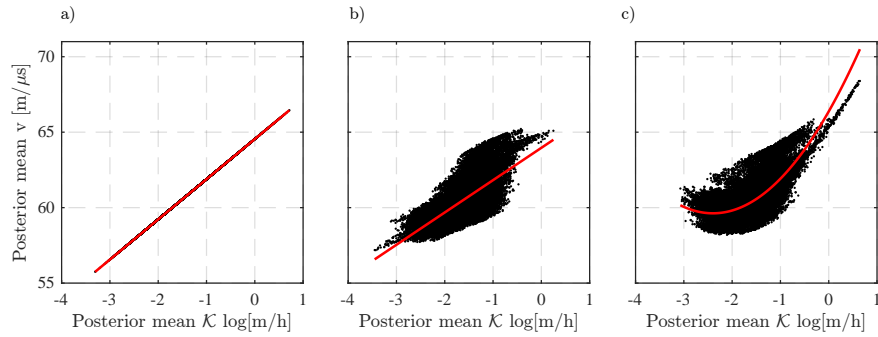 a) b) c)
Posterior mean v [m/μs]
70
65
60
55
-4 -3 -2 -1 0 1 -4 -3 -2 -1 0 1 -4 -3 -2 -1 0 1
Posterior mean 𝒦 log[m/h] Posterior mean 𝒦 log[m/h] Posterior mean 𝒦 log[m/h]